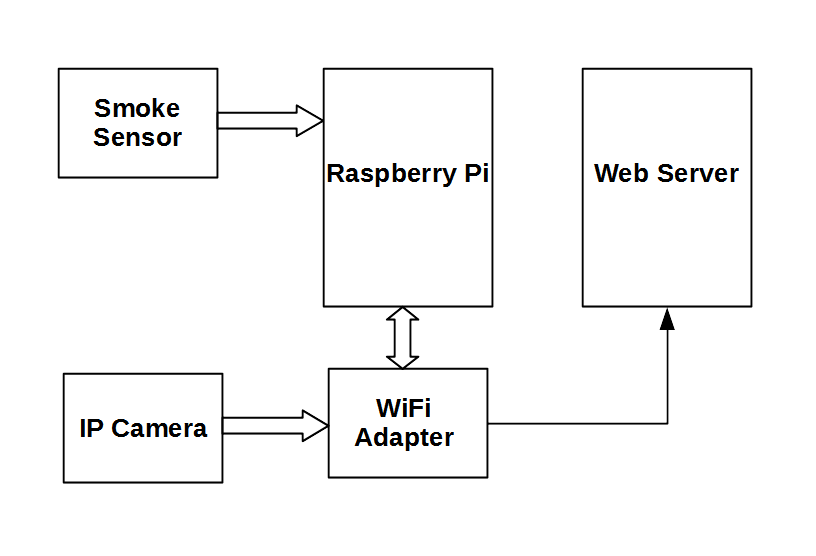 Smoke
Sensor
Raspberry Pi
Web Server
IP Camera
WiFi
Adapter